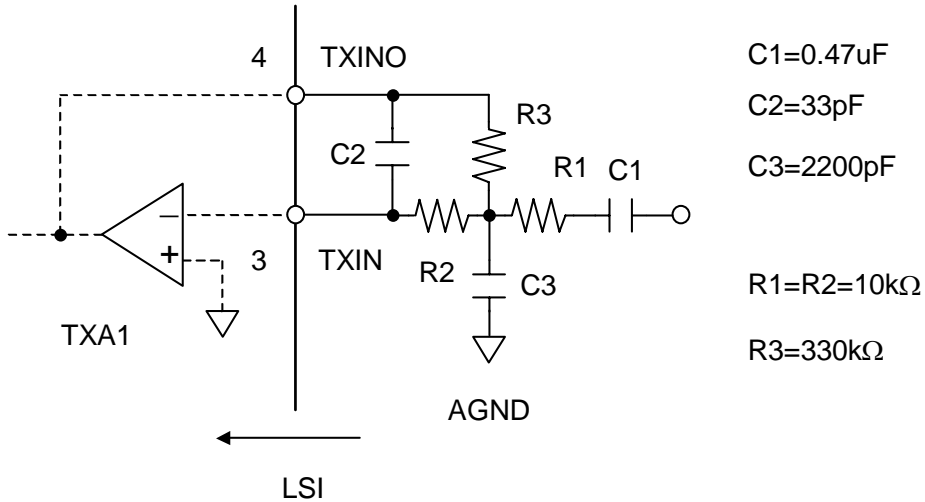 4 TXINO
C1=0.47uF
C2=33pF
R3
C2
R1 C1
C3=2200pF
3 TXIN
R2 C3
R1=R2=10kΩ
TXA1
R3=330kΩ
AGND
LSI